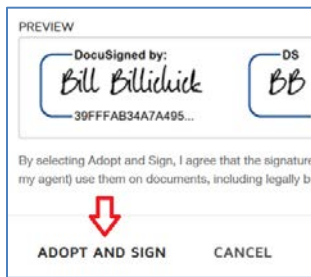 PREVIEW
DocuSigned by:
Bill Billichick
39FFFAB34A7A495...
DS
BB
By selecting Adopt and Sign, I agree that the signature
my agent) use them on documents, including legally b
ADOPT AND SIGN CANCEL